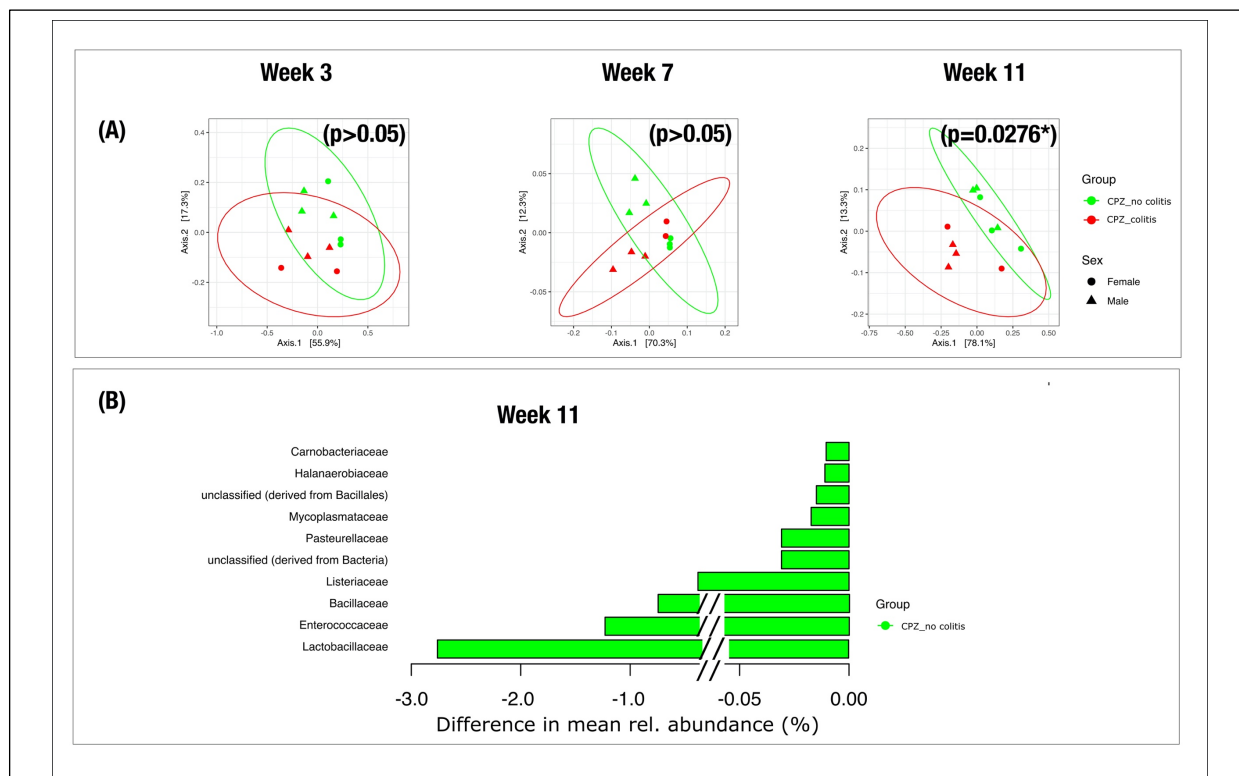 Week 3
Week 7
Week 11
(A)
(p>0.05)
(p>0.05)
(p=0.0276*)
0.4
0.2
0.0
-0.2
Axis.2 [17.3%]
-1.0 -0.5 0.0 0.5
Axis.1 [55.9%]
0.05
0.00
-0.05
Axis.2 [12.3%]
-0.2 -0.1 0.0 0.1 0.2
Axis.1 [70.3%]
0.2
0.1
0.0
-0.1
-0.2
Axis.2 [13.3%]
-0.75 -0.50 -0.25 0.00 0.25 0.50
Axis.1 [78.1%]
Group
CPZ_no colitis
CPZ_colitis
Sex
Female
Male
(B)
Week 11
Carnobacteriaceae
Halanaerobiaceae
unclassified (derived from Bacillales)
Mycoplasmataceae
Pasteurellaceae
unclassified (derived from Bacteria)
Listeriaceae
Bacillaceae
Enterococcaceae
Lactobacillaceae
Group
CPZ_no colitis
-3.0 -2.0 -1.0 -0.05 0.00
Difference in mean rel. abundance (%)